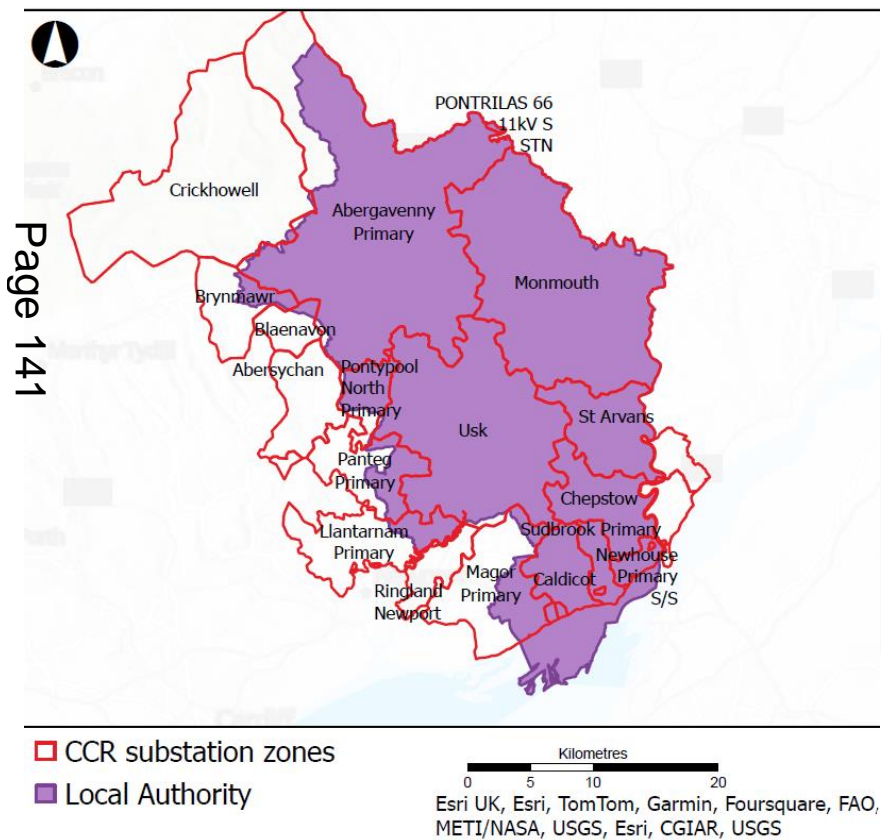 Page 141
PONTRILAS 66
11kV S
STN
Crickhowell
Abergavenny
Primary
Monmouth
Brynmawr
Blaenavon
Abersychan
Pontypool
North
Primary
St Arvans
Usk
Panteg
Primary
Chepstow
Llantarnam
Primary
Sudbrook Primary
Newhouse
Primary
S/S
Magor
Primary
Caldicot
Ringland
Newport
CCR substation zones
Local Authority
Kilometres
0 5 10 20
Esri UK, Esri, TomTom, Garmin, Foursquare, FAO,
METI/NASA, USGS, Esri, CGIAR, USGS